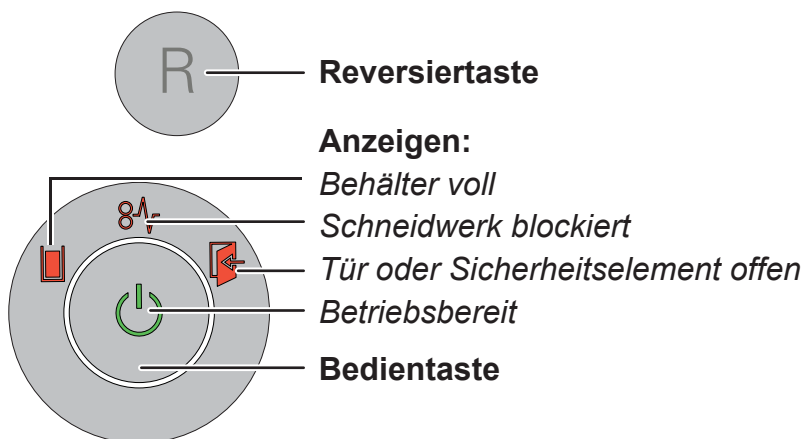 R
Reversiertaste
Anzeigen:
Behälter voll
Schneidwerk blockiert
Tür oder Sicherheitselement offen
Betriebsbereit
Bedientaste